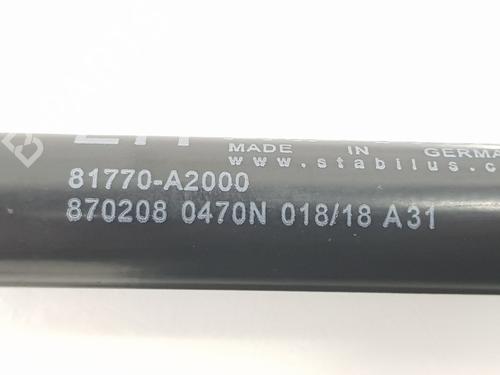 MADE IN GERMA
www.stabilus.c
81770-A2000
870208 0470N 018/18 A31